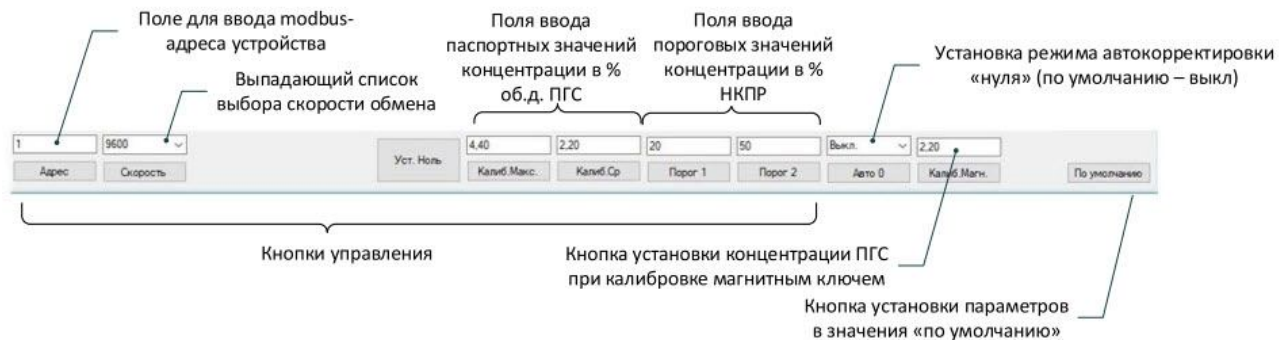 Поле для ввода modbus-
адреса устройства
Выпадающий список
выбора скорости обмена
Поля ввода
паспортных значений
концентрации в %
об.д. ПГС
Поля ввода
пороговых значений
концентрации в %
НКПР
Установка режима автокорректировки
«нуля» (по умолчанию – выкл)
1
9600
4,40
2,20
20
50
Выкл.
2,20
Адрес
Скорость
Уст. Ноль
Калиб.Макс.
Калиб.Ср
Порог 1
Порог 2
Авто 0
Калиб.Магн.
По умолчанию
Кнопки управления
Кнопка установки концентрации ПГС
при калибровке магнитным ключем
Кнопка установки параметров
в значения «по умолчанию»